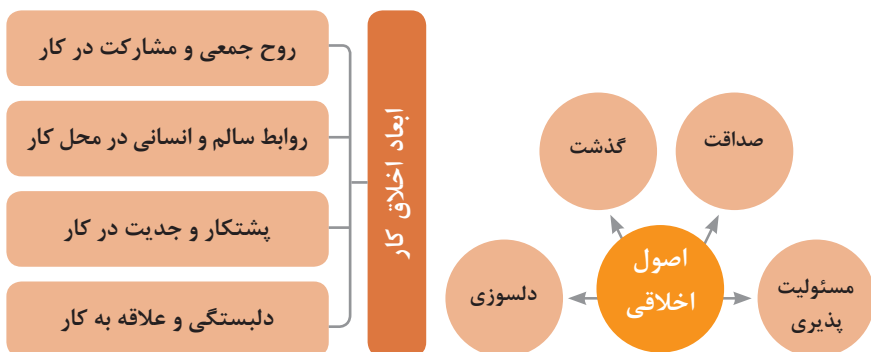 صداقت
گذشت
مسئولیت
پذیری
اصول
اخلاقی
دلسوزی
ابعاد اخلاق کار
روح جمعی و مشارکت در کار
روابط سالم و انسانی در محل کار
پشتکار و جدیت در کار
دلبستگی و علاقه به کار